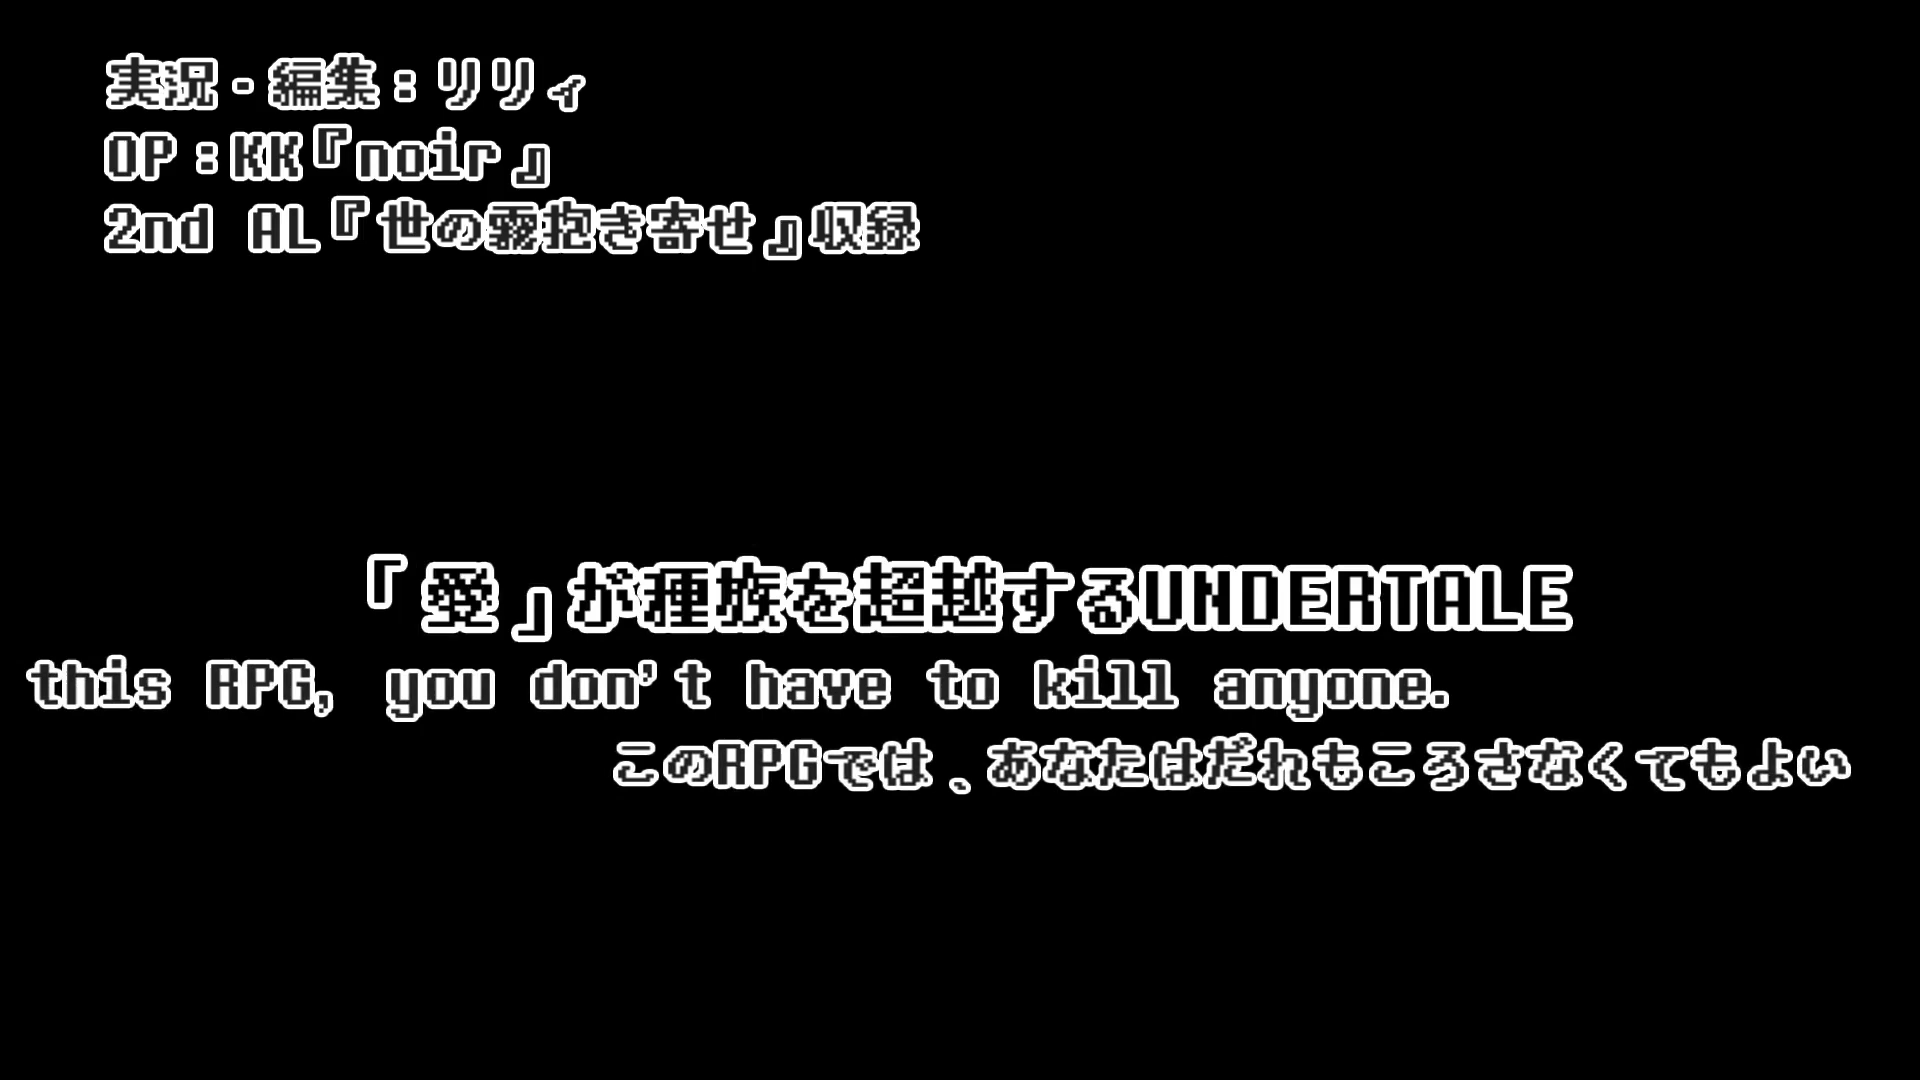 実況・編集：リリィ
OP：KK『noir』
2nd AL『世の霧抱き寄せ』収録
「愛」が種族を超越するUNDERTALE
this RPG, you don't have to kill anyone.
このRPGでは、あなたはだれもころさなくてもよい